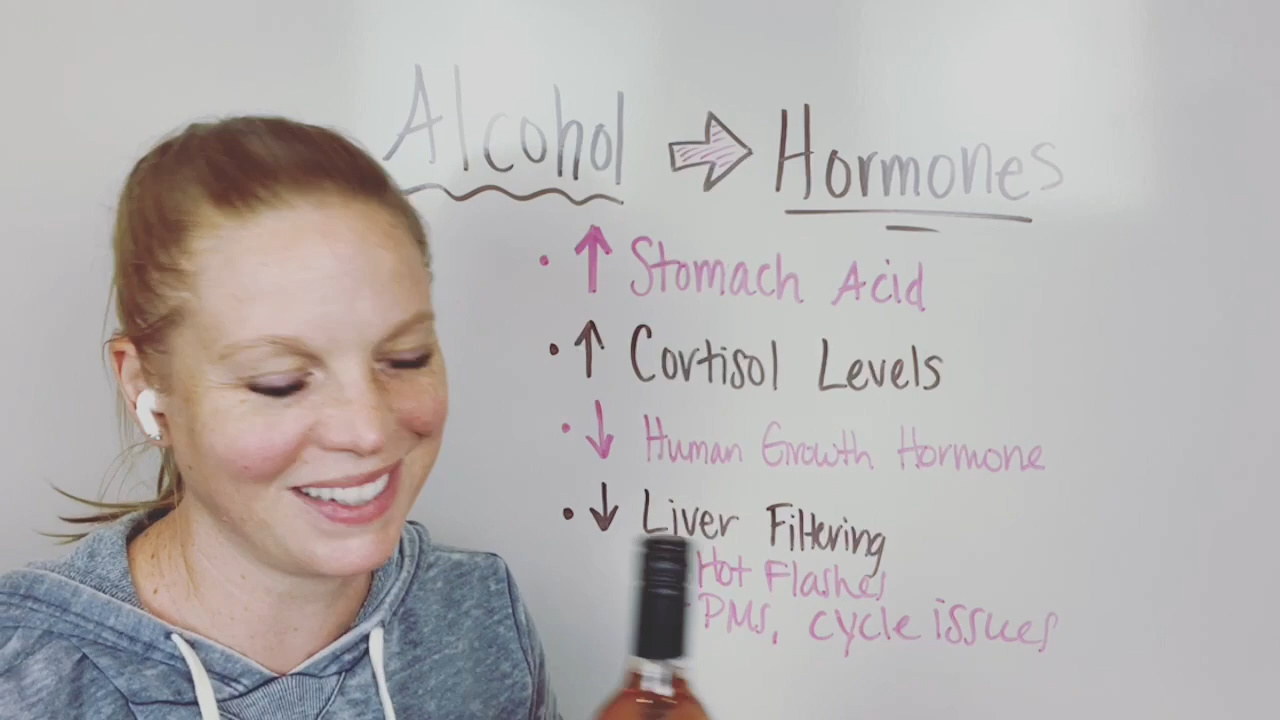 Alcohol ⇨ Hormones
• ↑ Stomach Acid
• ↑ Cortisol Levels
• ↓ Human Growth Hormone
• ↓ Liver Filtering
Hot Flashes
PMS, cycle issues